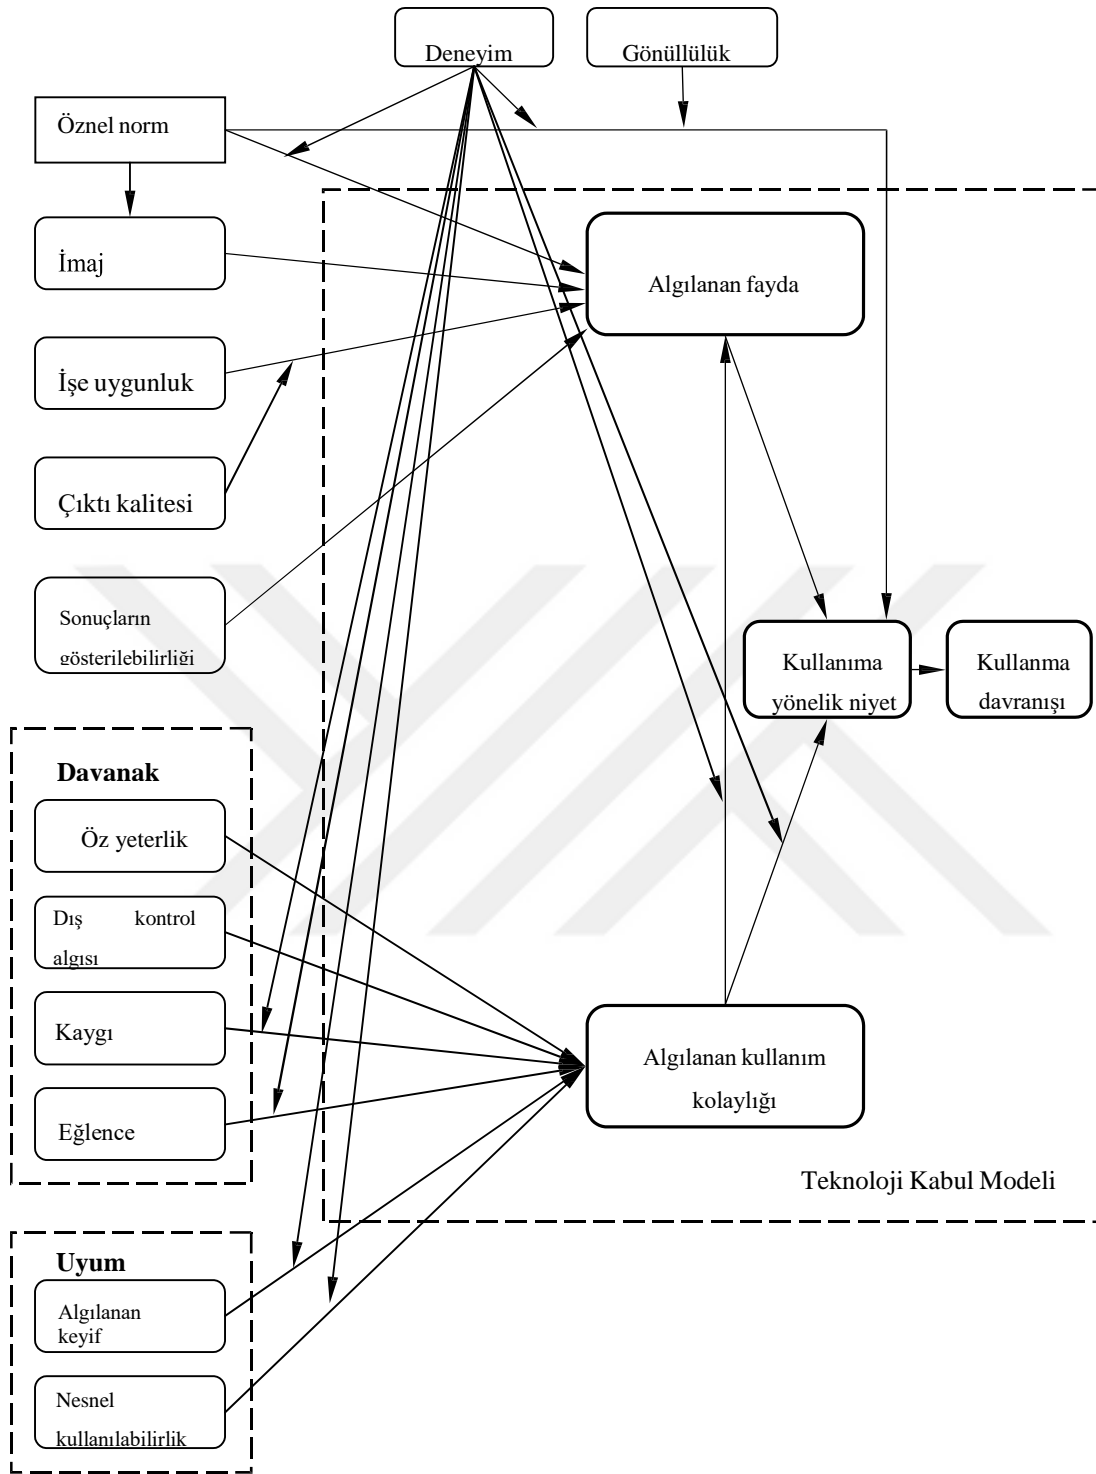 Deneyim
Gönüllülük
Öznel norm
İmaj
Algılanan fayda
İşe uygunluk
Çıktı kalitesi
Sonuçların
gösterilebilirliği
Kullanıma
yönelik niyet
Kullanma
davranışı
Davanak
Öz yeterlik
Dış kontrol
algısı
Kaygı
Eğlence
Algılanan kullanım
kolaylığı
Teknoloji Kabul Modeli
Uyum
Algılanan
keyif
Nesnel
kullanılabilirlik